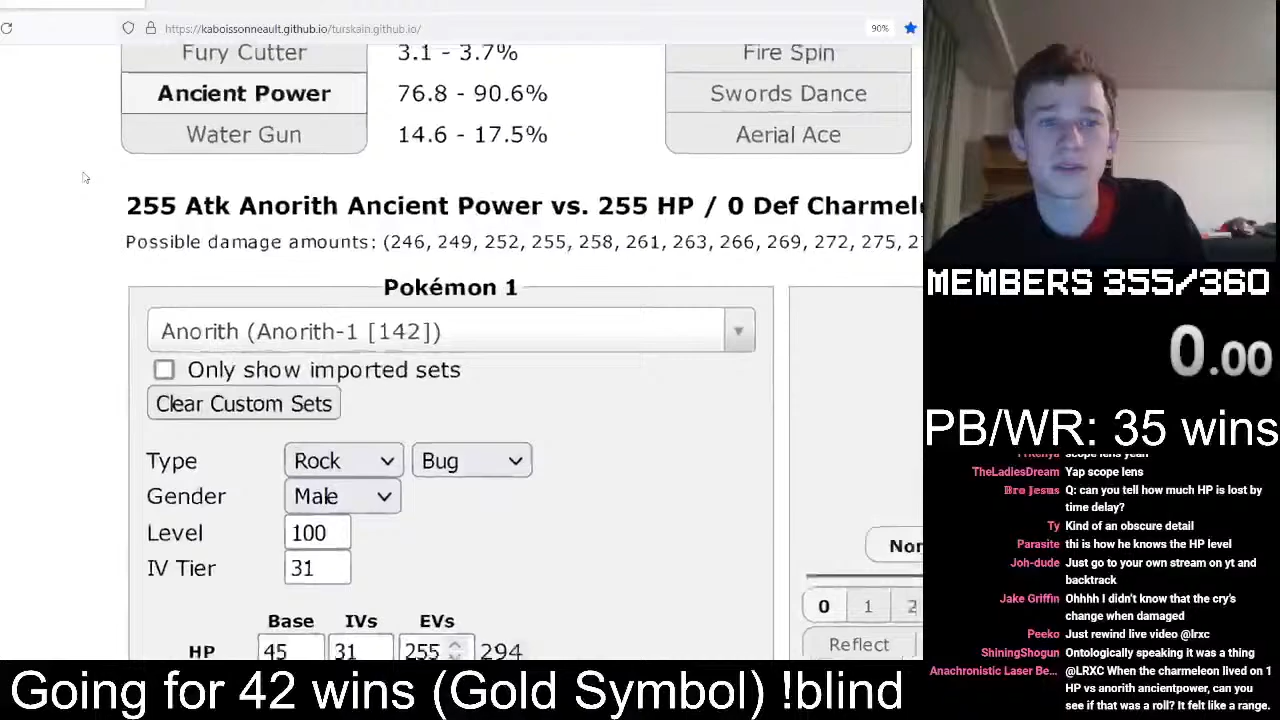 https://kaboissonneault.github.io/turskain.github.io/
90%
Fury Cutter
3.1 - 3.7%
Fire Spin
Ancient Power
76.8 - 90.6%
Swords Dance
Water Gun
14.6 - 17.5%
Aerial Ace
255 Atk Anorith Ancient Power vs. 255 HP / 0 Def
Possible damage amounts: (246, 249, 252, 255, 258, 261, 263, 266, 269, 272, 275,
Pokémon 1
Anorith (Anorith-1 [142])
Only show imported sets
Clear Custom Sets
Type
Rock
Bug
Gender
Male
Level
100
IV Tier
31
Base
IVs
EVs
HP
45
31
255
294
0
1
Reflect
MEMBERS 355/360
0.00
PB/WR: 35 wins
scope lens yeah
TheLadiesDream Yap scope lens
Bro Jesus Q: can you tell how much HP is lost by
time delay?
Ty Kind of an obscure detail
Parasite thi is how he knows the HP level
Joh-dude Just go to your own stream on yt and
backtrack
Jake Griffin Ohhhh I didn't know that the cry's
change when damaged
Peeko Just rewind live video @lrxc
ShiningShogun Ontologically speaking it was a thing
Anachronistic Laser Be... @LRXC When the charmeleon lived on 1
HP vs anorith ancientpower, can you
see if that was a roll? It felt like a range.
Going for 42 wins (Gold Symbol) !blind